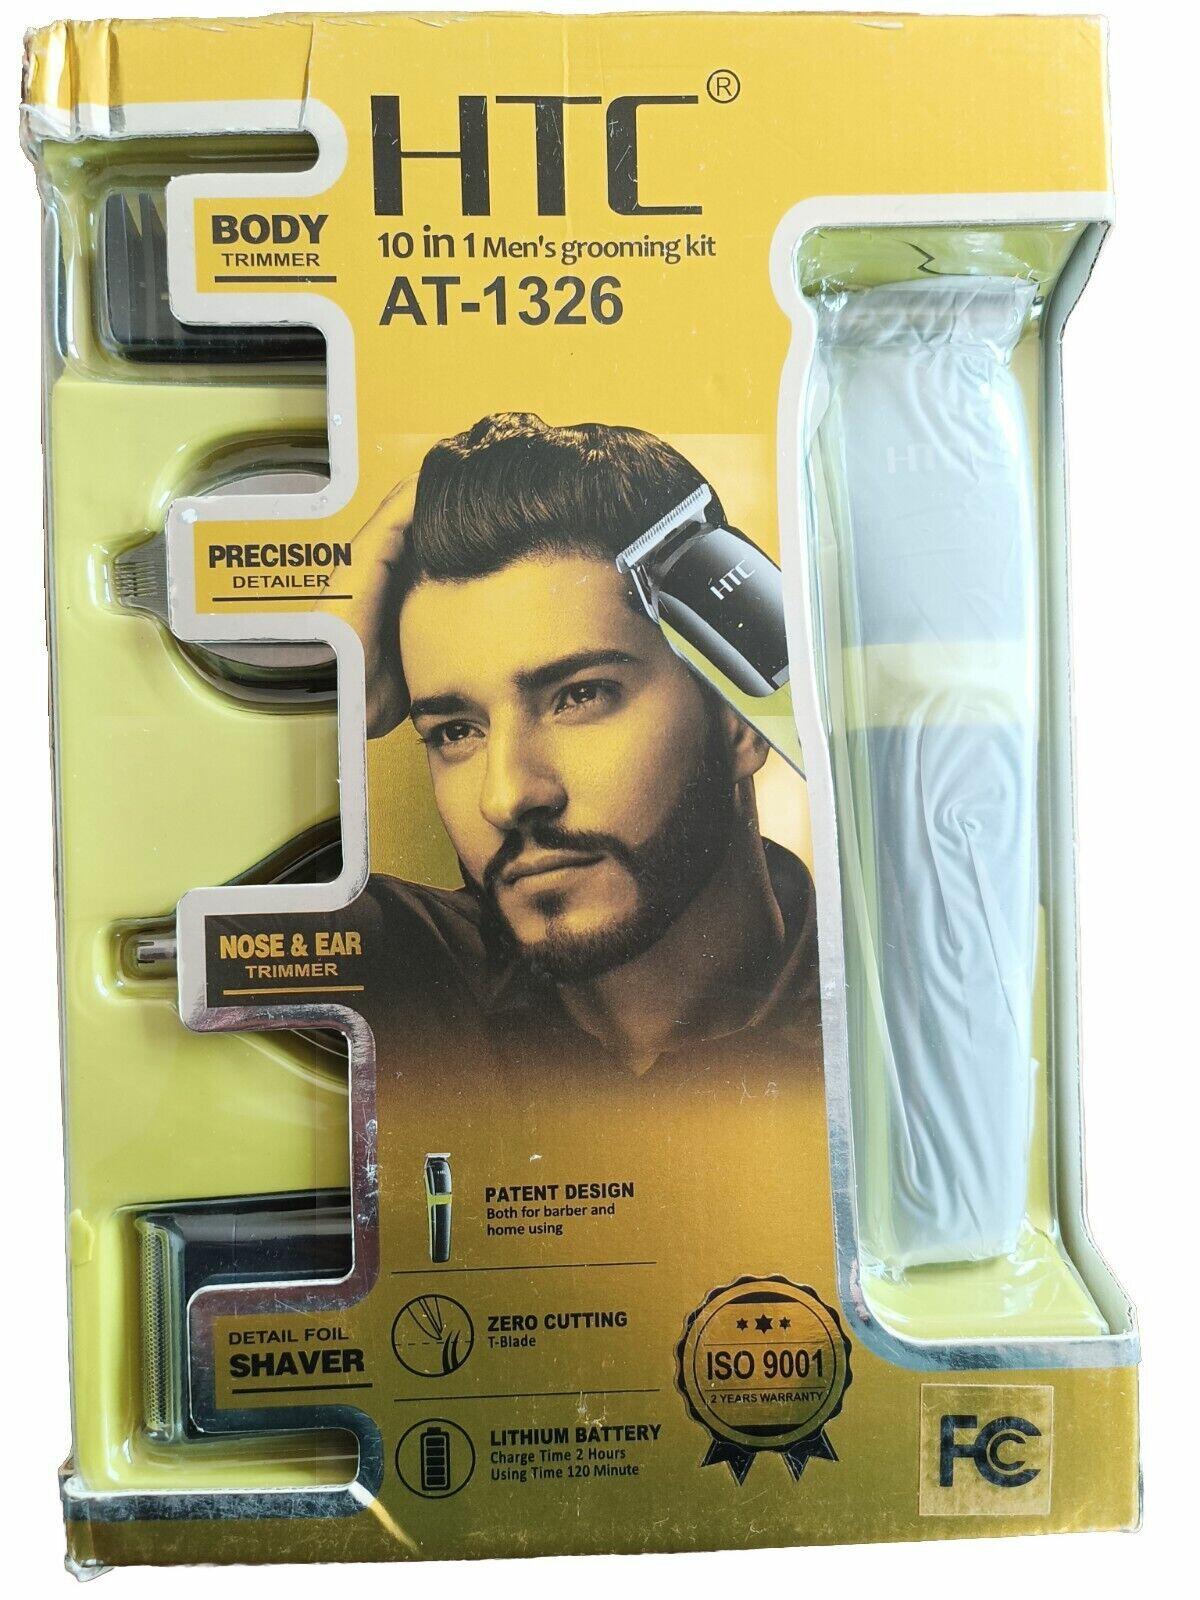 HTC®
10 in 1 Men's grooming kit
AT-1326
BODY
TRIMMER
HTC
PRECISION
DETAILER
HTC
NOSE & EAR
TRIMMER
PATENT DESIGN
Both for barber and
home using
ZERO CUTTING
T-Blade
DETAIL FOIL
SHAVER
ISO 9001
2 YEARS WARRANTY
LITHIUM BATTERY
Charge Time 2 Hours
Using Time 120 Minute
FC